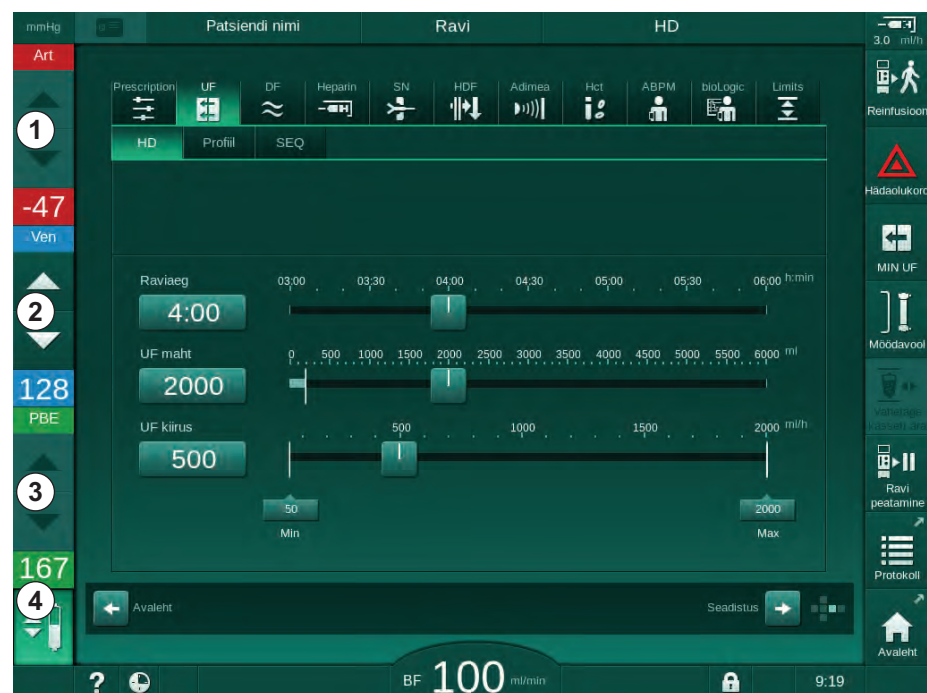 mmHg
Patsiendi nimi
Ravi
HD
3.0 ml/h
Art
1
-47
Ven
2
128
PBE
3
167
4
Prescription
UF
DF
Heparin
SN
HDF
Adimea
Hct
ABPM
bioLogic
Limits
HD
Profiil
SEQ
Raviaeg
03:00 03:30 04:00 04:30 05:00 05:30 06:00 h:min
4:00
UF maht
0 500 1000 1500 2000 2500 3000 3500 4000 4500 5000 5500 6000 ml
2000
UF kiirus
500 1000 1500 2000 ml/h
500
50
Min
2000
Max
Avaleht
Seadistus
Reinfusioon
Hädaolukord
MIN UF
Möödavool
Ravi
peatamine
Protokoll
Avaleht
?
BF 100 ml/min
9:19